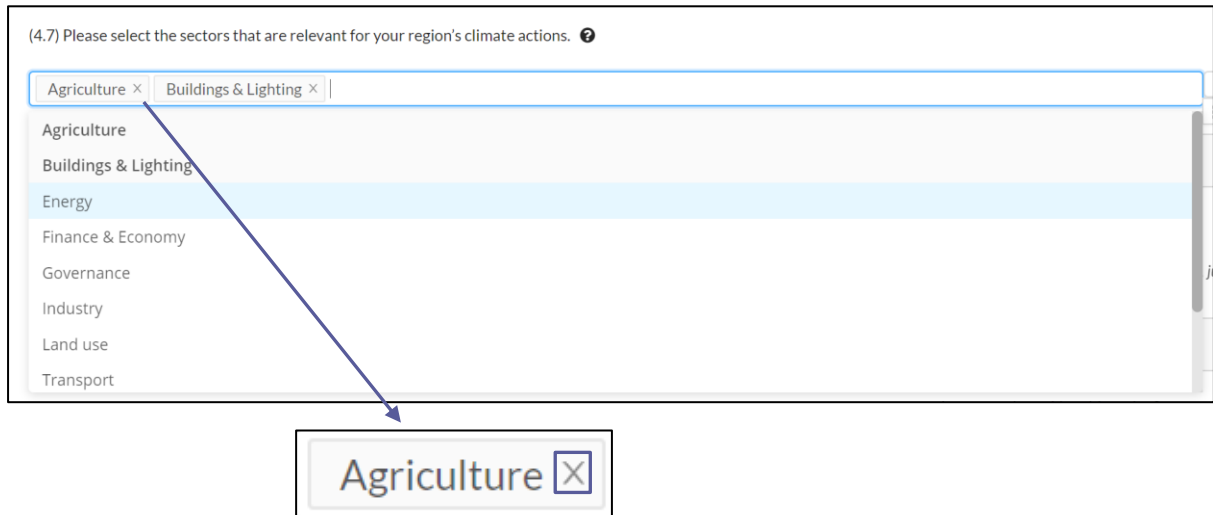 (4.7) Please select the sectors that are relevant for your region's climate actions. ?
Agriculture × Buildings & Lighting ×
Agriculture
Buildings & Lighting
Energy
Finance & Economy
Governance
Industry
Land use
Transport
Agriculture X